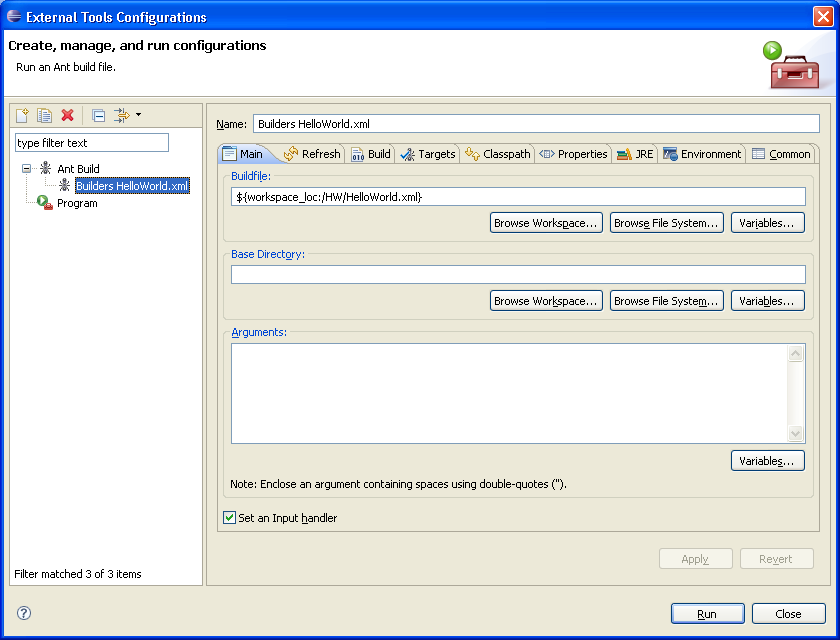 External Tools Configurations
Create, manage, and run configurations
Run an Ant build file.
type filter text
Ant Build
Builders HelloWorld.xml
Program
Filter matched 3 of 3 items
Name: Builders HelloWorld.xml
Main Refresh Build Targets Classpath Properties JRE Environment Common
Buildfile:
${workspace_loc:/HW/HelloWorld.xml}
Browse Workspace... Browse File System... Variables...
Base Directory:
Browse Workspace... Browse File System... Variables...
Arguments:
Variables...
Note: Enclose an argument containing spaces using double-quotes (").
Set an Input handler
Apply Revert
Run Close